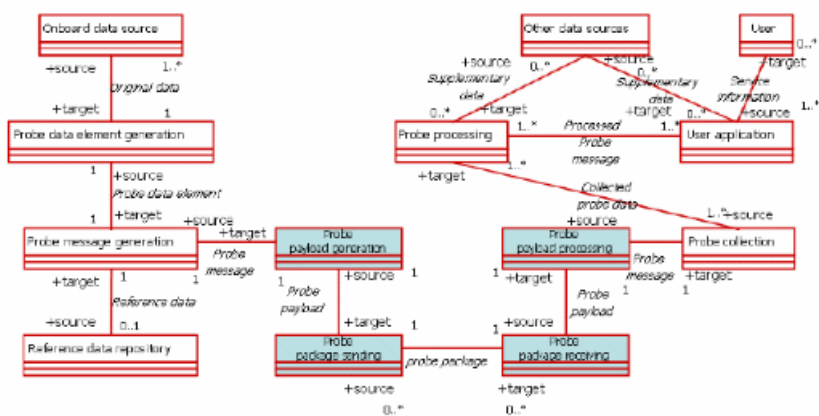 Onboard data source
Other data sources
User
+source
1..*
+source
0..*
+source
0..*
0..*
+target
Original data
Supplementary
data
Supplementary
data
Service
information
+target
1
0..*
+target
+target
0..*
+source
1..*
Probe data element generation
Probe processing
1..*
Processed
1..*
User application
Probe
message
+target
1..*
1
+source
Probe data element
Collected
probe data
1
+target
+source
+target
+source
1..*
+source
Probe message generation
Probe
payload generation
Probe
payload processing
Probe collection
Probe
message
Probe
message
+target
1
1
1
+source
1
1
+target
1
1
+target
Reference data
Probe
payload
Probe
payload
+source
0..1
+target
1
1
+source
Reference data repository
Probe
package sending
Probe
package receiving
probe package
+source
+target
0..*
0..*